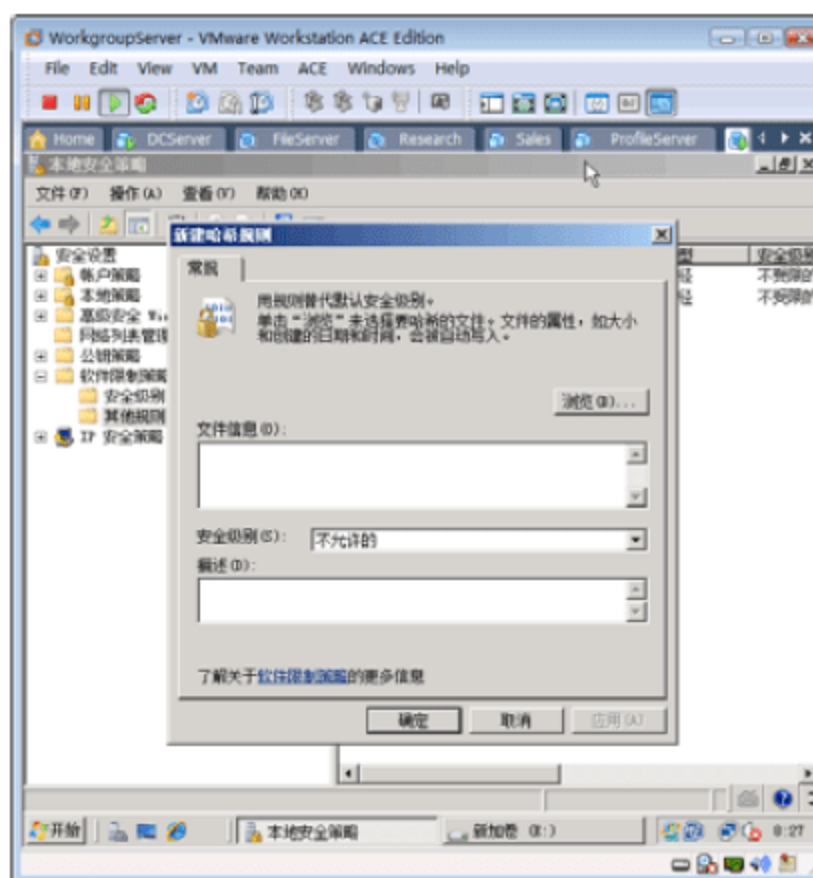 WorkgroupServer - VMware Workstation ACE Edition
File Edit View VM Team ACE Windows Help
Home DCServer FileServer Research Sales ProfileServer
本地安全策略
文件(F) 操作(A) 查看(V) 帮助(H)
新建哈希规则
安全设置
帐户策略
本地策略
高级安全 Wi
网络列表管理
公钥策略
软件限制策略
安全级别
其他规则
IP 安全策略
型 安全级别
径 不受限的
径 不受限的
常规
用规则替代默认安全级别。
单击“浏览”来选择要哈希的文件。文件的属性，如大小
和创建的日期和时间，会被自动写入。
浏览(B)...
文件信息(O):
安全级别(S): 不允许的
描述(D):
了解关于软件限制策略的更多信息
确定 取消 应用(A)
开始 本地安全策略 新加卷 (E:) 8:27